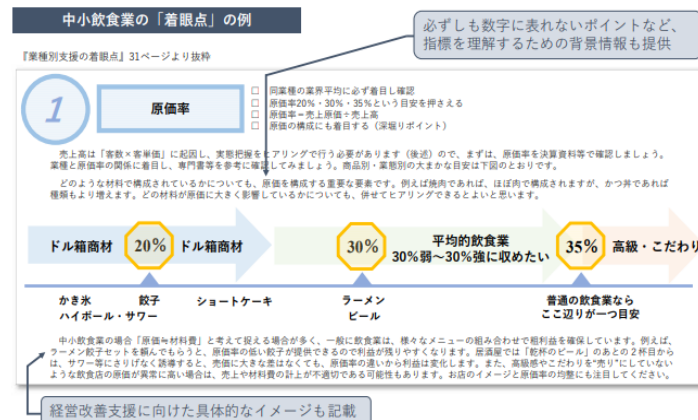 中小飲食業の「着眼点」の例
必ずしも数字に表れないポイントなど、
指標を理解するための背景情報も提供
『業種別支援の着眼点』31ページより抜粋
1
原価率
□ 同業種の業界平均に必ず着目し確認
□ 原価率20%・30%・35%という目安を押さえる
□ 原価率=売上原価÷売上高
□ 原価の構成にも着目する（深堀りポイント）
売上高は「客数×客単価」に起因し、実態把握をヒアリングで行う必要があります（後述）ので、まずは、原価率を決算資料等で確認しましょう。
業種と原価率の関係に着目し、専門書等を参考に確認してみましょう。商品別・業態別の大まかな目安は下図のとおりです。
どのような材料で構成されているかについても、原価を構成する重要な要素です。例えば焼肉であれば、ほぼ肉で構成されますが、かつ丼であれば
種類もより増えます。どの材料が原価に大きく影響しているかについても、併せてヒアリングできるとよいと思います。
ドル箱商材 20% ドル箱商材 30% 平均的飲食業 35% 高級・こだわり
30%弱～30%強に収めたい
かき氷 餃子 ショートケーキ ラーメン 普通の飲食業なら
ハイボール・サワー ビール ここ辺りが一つ目安
中小飲食業の場合「原価≒材料費」と考えて捉える場合が多く、一般に飲食業は、様々なメニューの組み合わせで粗利益を確保しています。例えば、
ラーメン餃子セットを頼んでもらうと、原価率の低い餃子が提供できるので利益が残りやすくなります。居酒屋では「乾杯のビール」のあとの２杯目から
は、サワー等にさりげなく誘導すると、売価に大きな差はなくても、原価率の違いから利益は変化します。また、高級感やこだわりを“売り”にしていない
ような飲食店の原価が異常に高い場合は、売上や材料費の計上が不適切である可能性もあります。お店のイメージと原価率の均整にも注目してください。
経営改善支援に向けた具体的なイメージも記載